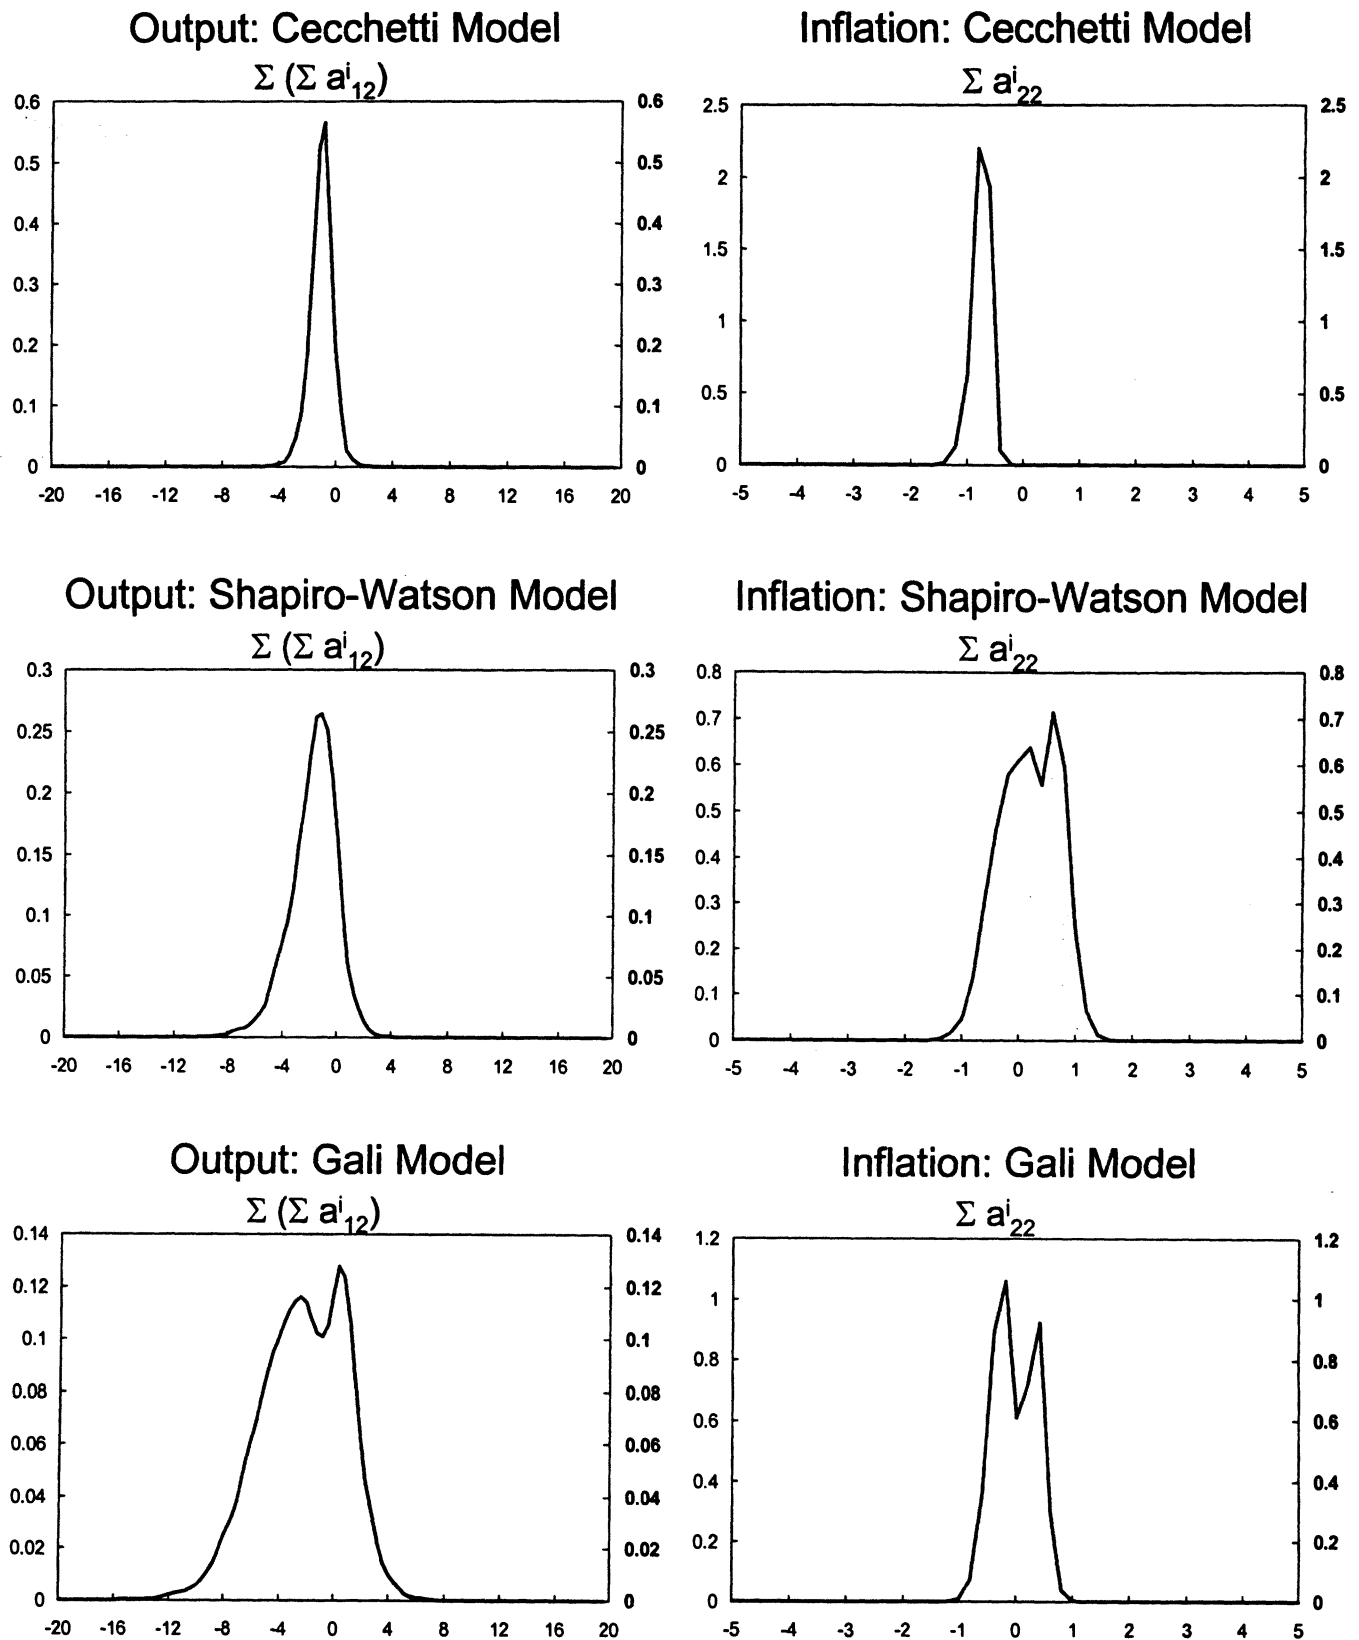 Output: Cecchetti Model
Σ (Σ aⁱ₁₂)
0.6 0.6
0.5 0.5
0.4 0.4
0.3 0.3
0.2 0.2
0.1 0.1
0 0
-20 -16 -12 -8 -4 0 4 8 12 16 20
Inflation: Cecchetti Model
Σ aⁱ₂₂
2.5 2.5
2 2
1.5 1.5
1 1
0.5 0.5
0 0
-5 -4 -3 -2 -1 0 1 2 3 4 5
Output: Shapiro-Watson Model
Σ (Σ aⁱ₁₂)
0.3 0.3
0.25 0.25
0.2 0.2
0.15 0.15
0.1 0.1
0.05 0.05
0 0
-20 -16 -12 -8 -4 0 4 8 12 16 20
Inflation: Shapiro-Watson Model
Σ aⁱ₂₂
0.8 0.8
0.7 0.7
0.6 0.6
0.5 0.5
0.4 0.4
0.3 0.3
0.2 0.2
0.1 0.1
0 0
-5 -4 -3 -2 -1 0 1 2 3 4 5
Output: Gali Model
Σ (Σ aⁱ₁₂)
0.14 0.14
0.12 0.12
0.1 0.1
0.08 0.08
0.06 0.06
0.04 0.04
0.02 0.02
0 0
-20 -16 -12 -8 -4 0 4 8 12 16 20
Inflation: Gali Model
Σ aⁱ₂₂
1.2 1.2
1 1
0.8 0.8
0.6 0.6
0.4 0.4
0.2 0.2
0 0
-5 -4 -3 -2 -1 0 1 2 3 4 5